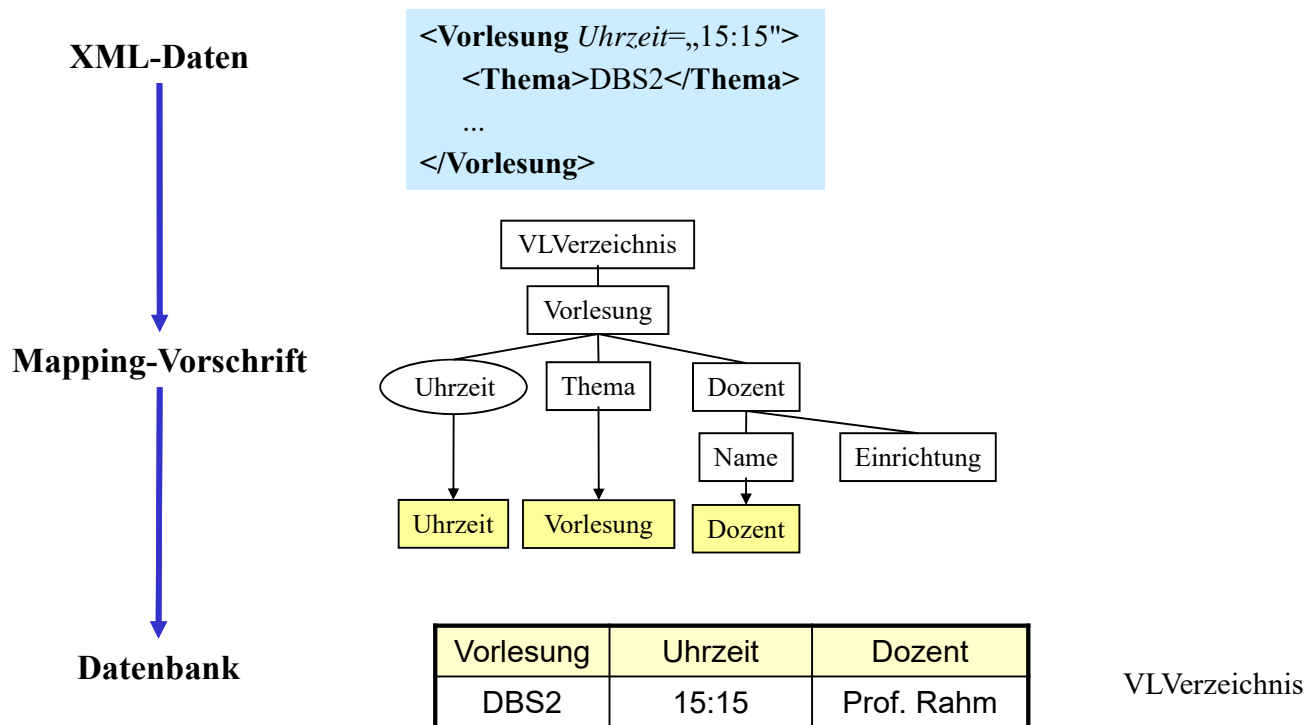 XML-Daten
<Vorlesung Uhrzeit=„15:15">
<Thema>DBS2</Thema>
...
</Vorlesung>
VLVerzeichnis
Vorlesung
Mapping-Vorschrift
Uhrzeit Thema Dozent
Name Einrichtung
Uhrzeit Vorlesung Dozent
Datenbank
Vorlesung Uhrzeit Dozent
DBS2 15:15 Prof. Rahm
VLVerzeichnis